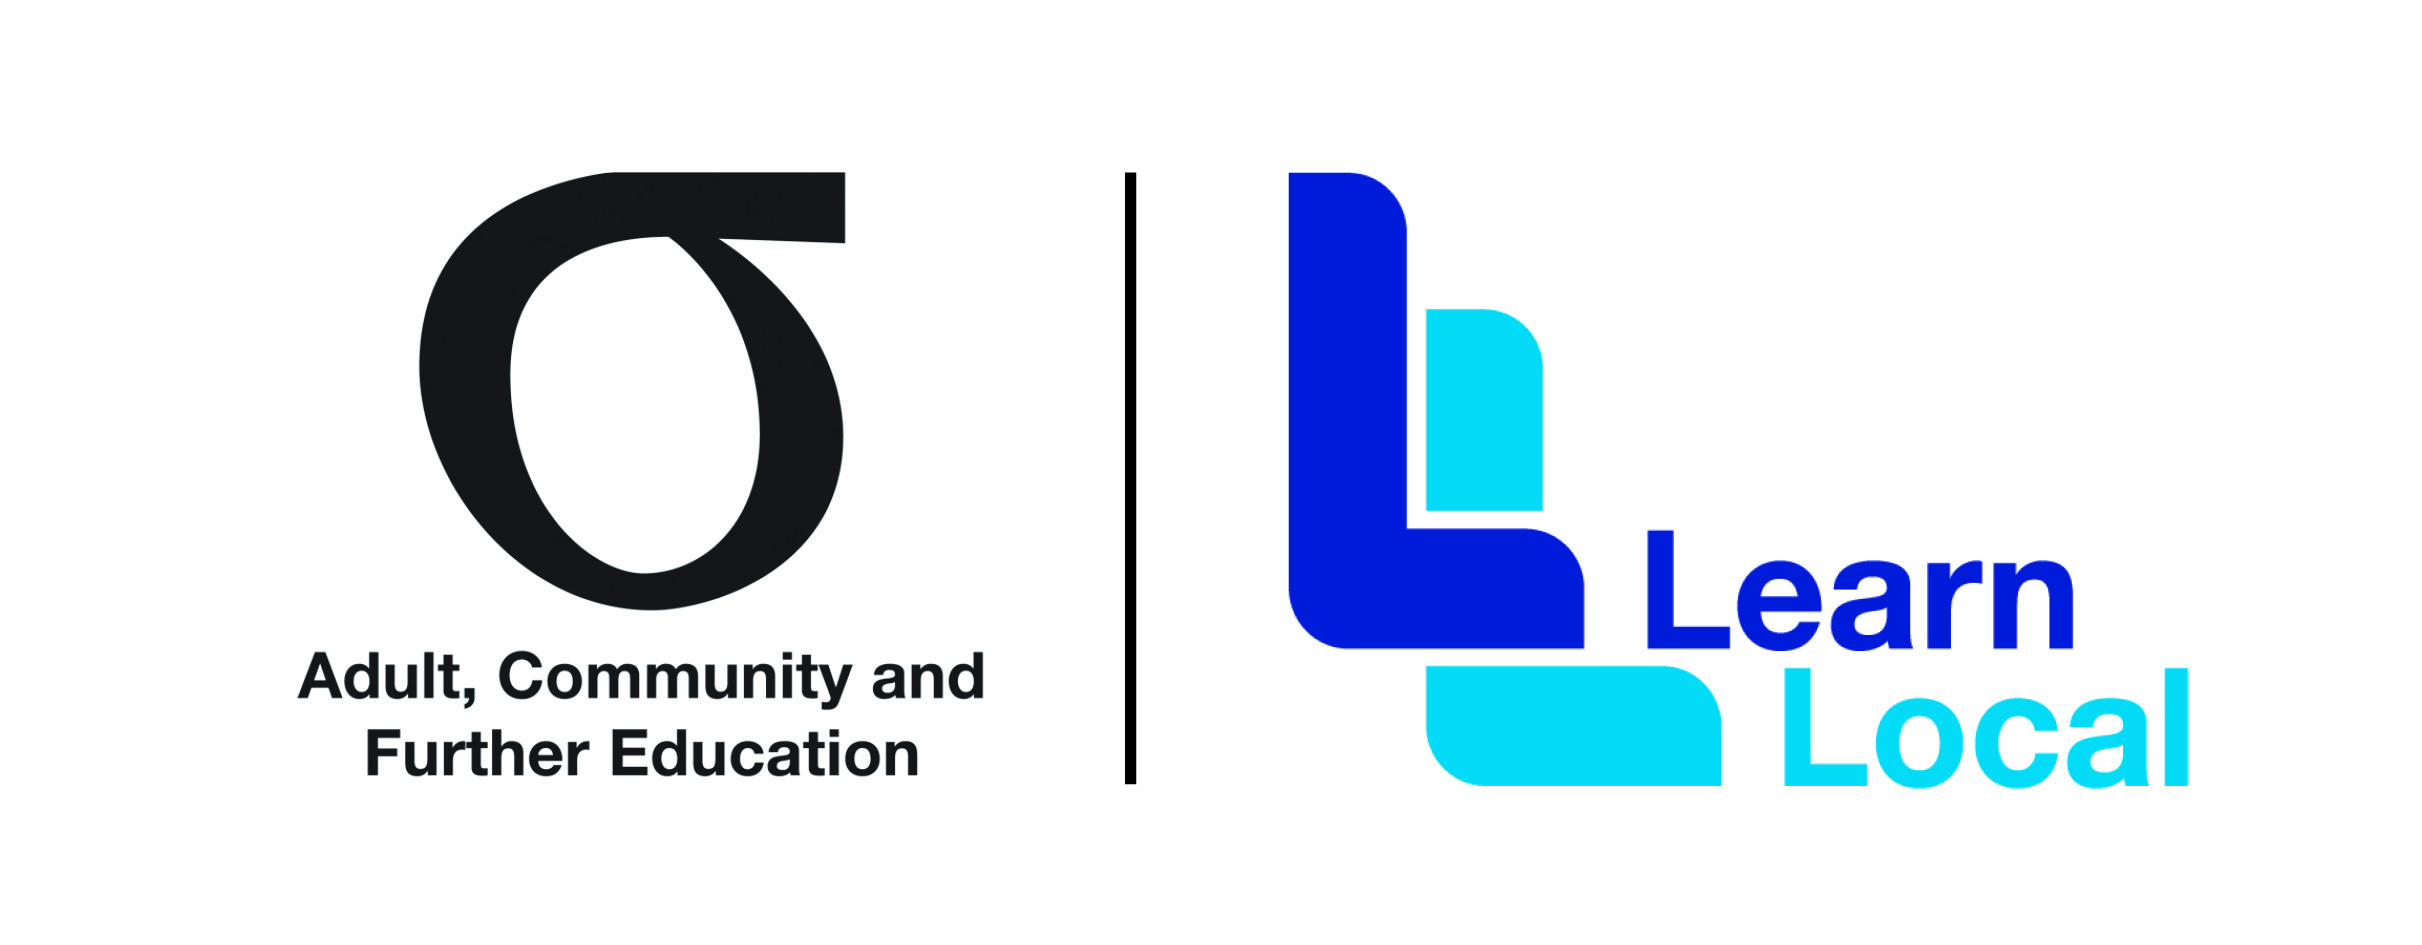 σ
Adult, Community and
Further Education
Learn
Local